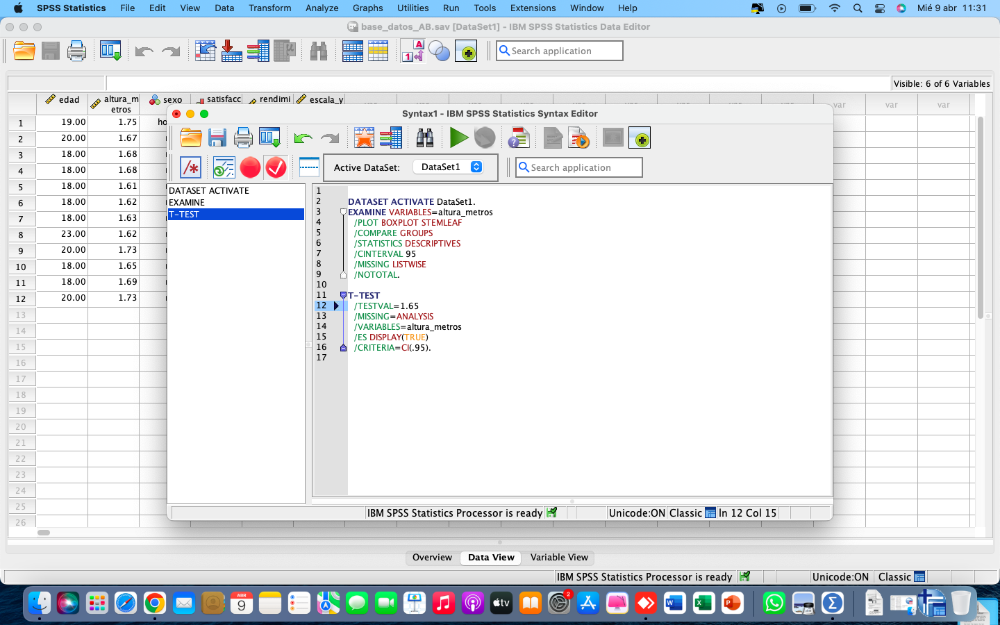 SPSS Statistics File Edit View Data Transform Analyze Graphs Utilities Run Tools Extensions Window Help Mié 9 abr 11:31
base_datos_AB.sav [DataSet1] - IBM SPSS Statistics Data Editor
Search application
Visible: 6 of 6 Variables
edad altura_metros sexo satisfacc rendimi escala_y var var var
1 19.00 1.75 ho
2 20.00 1.67
3 18.00 1.68
4 18.00 1.68
5 18.00 1.61
6 18.00 1.62
7 18.00 1.63
8 23.00 1.62
9 20.00 1.73
10 18.00 1.65
11 18.00 1.69
12 20.00 1.73
13
14
15
16
17
18
19
20
21
22
23
24
25
26
Syntax1 - IBM SPSS Statistics Syntax Editor
Active DataSet: DataSet1 Search application
DATASET ACTIVATE
EXAMINE
T-TEST
1
2 DATASET ACTIVATE DataSet1.
3 EXAMINE VARIABLES=altura_metros
4 /PLOT BOXPLOT STEMLEAF
5 /COMPARE GROUPS
6 /STATISTICS DESCRIPTIVES
7 /CINTERVAL 95
8 /MISSING LISTWISE
9 /NOTOTAL.
10
11 T-TEST
12 /TESTVAL=1.65
13 /MISSING=ANALYSIS
14 /VARIABLES=altura_metros
15 /ES DISPLAY(TRUE)
16 /CRITERIA=CI(.95).
17
IBM SPSS Statistics Processor is ready Unicode:ON Classic In 12 Col 15
Overview Data View Variable View
IBM SPSS Statistics Processor is ready Unicode:ON Classic
ABR
9
2
tv
W
X
P
Σ